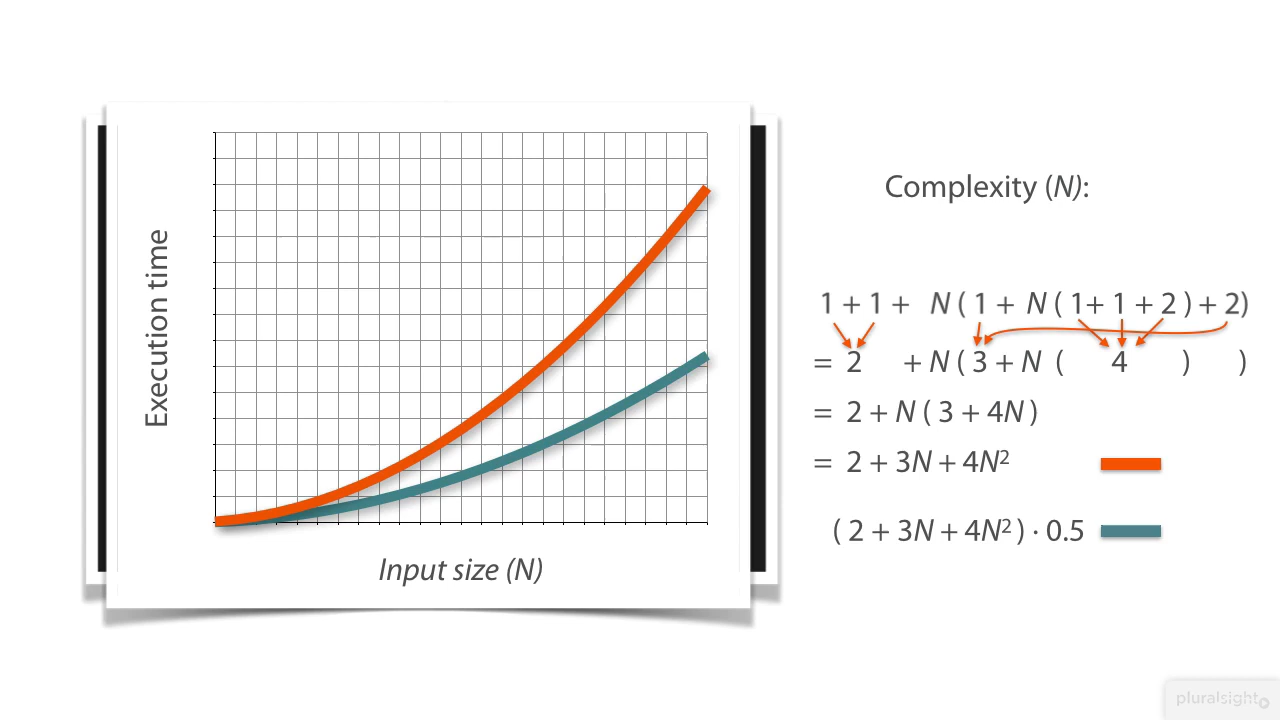 Execution time
Input size (N)
Complexity (N):
1 + 1 + N ( 1 + N ( 1 + 1 + 2 ) + 2)
= 2 + N ( 3 + N ( 4 ) )
= 2 + N ( 3 + 4N )
= 2 + 3N + 4N²
( 2 + 3N + 4N² ) · 0.5
pluralsight